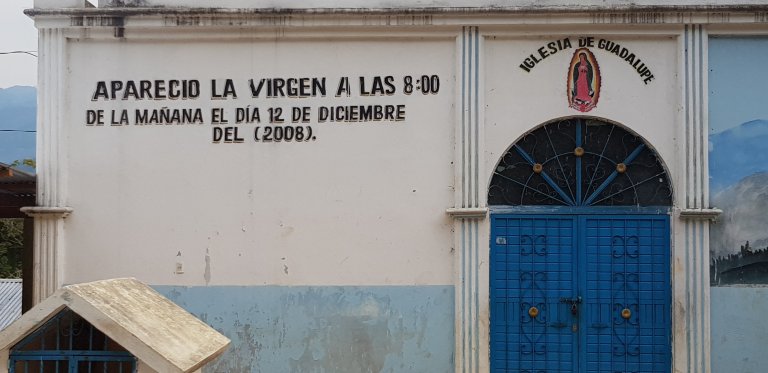 APARECIO LA VIRGEN A LAS 8:00
DE LA MAÑANA EL DÍA 12 DE DICIEMBRE
DEL (2008).
IGLESIA DE GUADALUPE